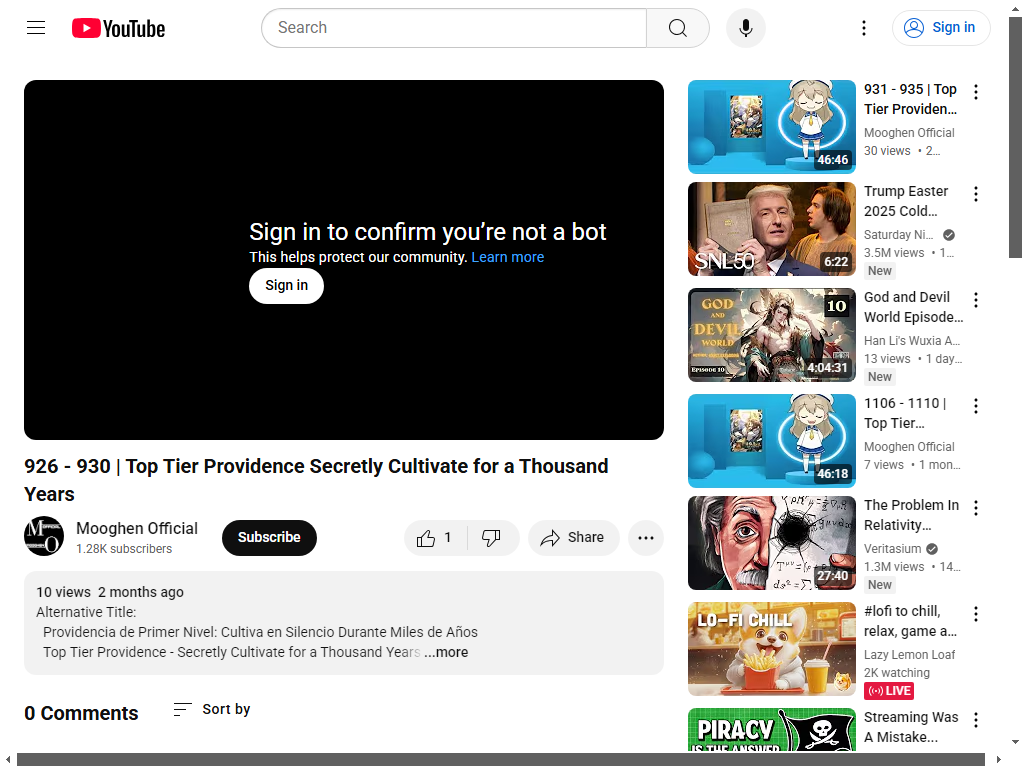 YouTube
Search
Sign in
Sign in to confirm you’re not a bot
This helps protect our community. Learn more
Sign in
926 - 930 | Top Tier Providence Secretly Cultivate for a Thousand
Years
Mooghen Official
1.28K subscribers
Subscribe
1
Share
10 views 2 months ago
Alternative Title:
Providencia de Primer Nivel: Cultiva en Silencio Durante Miles de Años
Top Tier Providence - Secretly Cultivate for a Thousand Years ...more
0 Comments
Sort by
46:46
931 - 935 | Top
Tier Providen...
Mooghen Official
30 views • 2...
SNL50
6:22
Trump Easter
2025 Cold...
Saturday Ni...
3.5M views • 1...
New
GOD
AND
DEVIL
WORLD
10
EPISODE 10
4:04:31
God and Devil
World Episode...
Han Li's Wuxia A...
13 views • 1 day...
New
46:18
1106 - 1110 |
Top Tier...
Mooghen Official
7 views • 1 mon...
27:40
The Problem In
Relativity...
Veritasium
1.3M views • 14...
New
LO-FI CHILL
#lofi to chill,
relax, game a...
Lazy Lemon Loaf
2K watching
LIVE
PIRACY
IS THE ANSWER
Streaming Was
A Mistake...